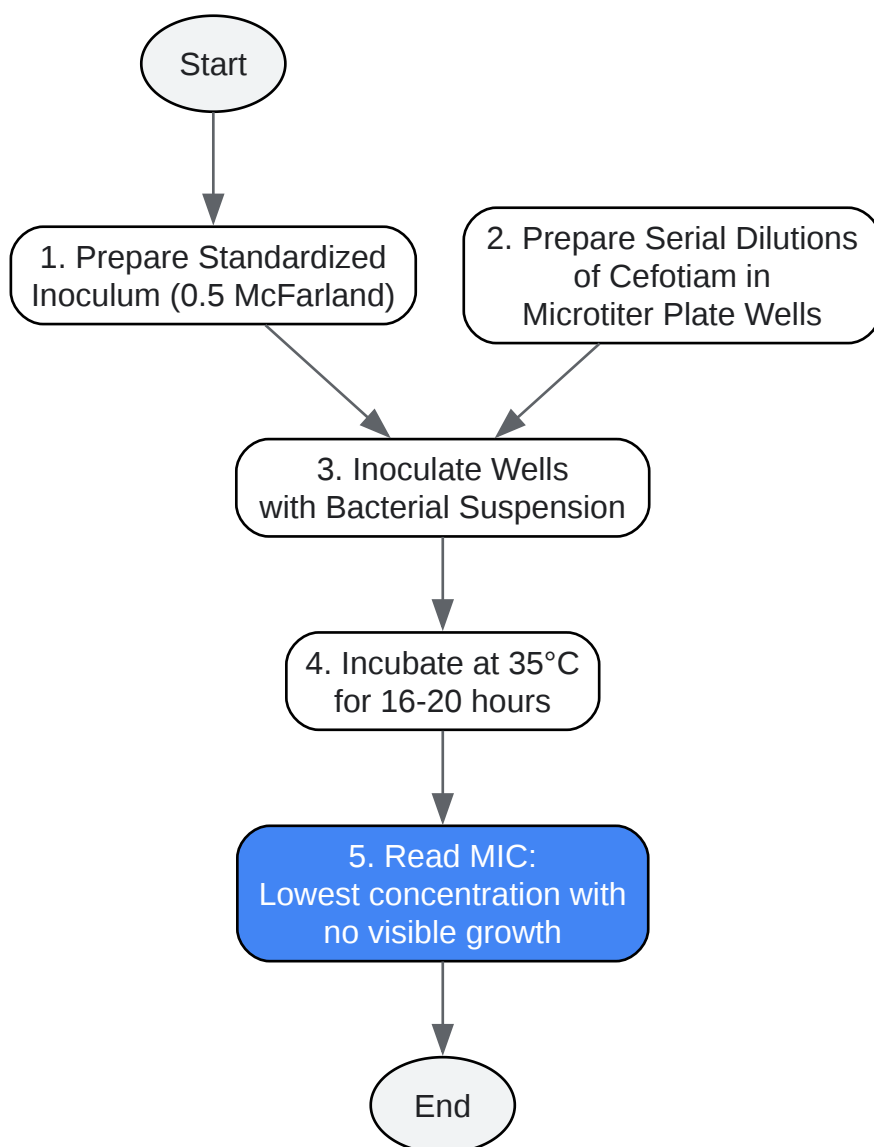 Start
1. Prepare Standardized
Inoculum (0.5 McFarland)
2. Prepare Serial Dilutions
of Cefotiam in
Microtiter Plate Wells
3. Inoculate Wells
with Bacterial Suspension
4. Incubate at 35°C
for 16-20 hours
5. Read MIC:
Lowest concentration with
no visible growth
End